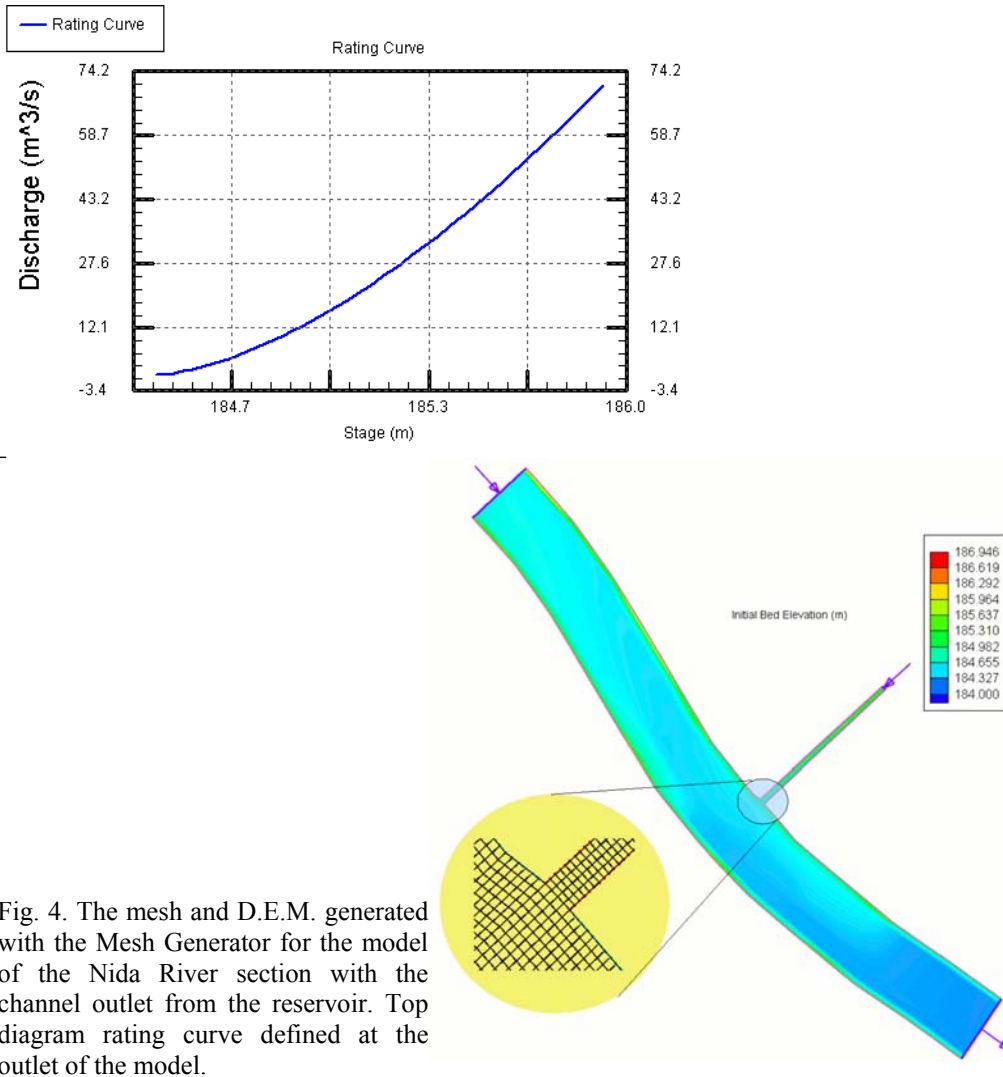 Rating Curve
Rating Curve
Discharge (m^3/s)
74.2
58.7
43.2
27.6
12.1
-3.4
74.2
58.7
43.2
27.6
12.1
-3.4
184.7 185.3 186.0
Stage (m)
Initial Bed Elevation (m)
186.946
186.619
186.292
185.964
185.637
185.310
184.982
184.655
184.327
184.000
Fig. 4. The mesh and D.E.M. generated
with the Mesh Generator for the model
of the Nida River section with the
channel outlet from the reservoir. Top
diagram rating curve defined at the
outlet of the model.